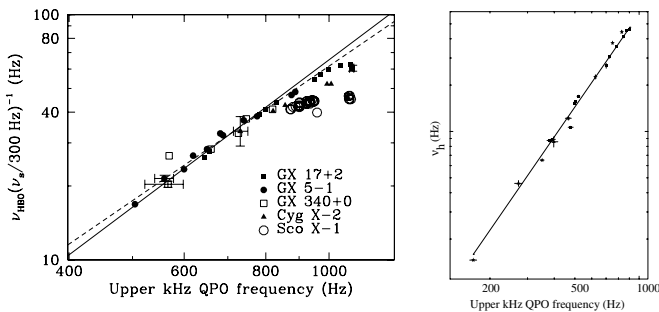 100
40
10
ν_HBO(ν_s/300 Hz)⁻¹ (Hz)
GX 17+2
GX 5-1
GX 340+0
Cyg X-2
Sco X-1
400 600 800 1000
Upper kHz QPO frequency (Hz)
ν_h (Hz)
200 500 1000
Upper kHz QPO frequency (Hz)